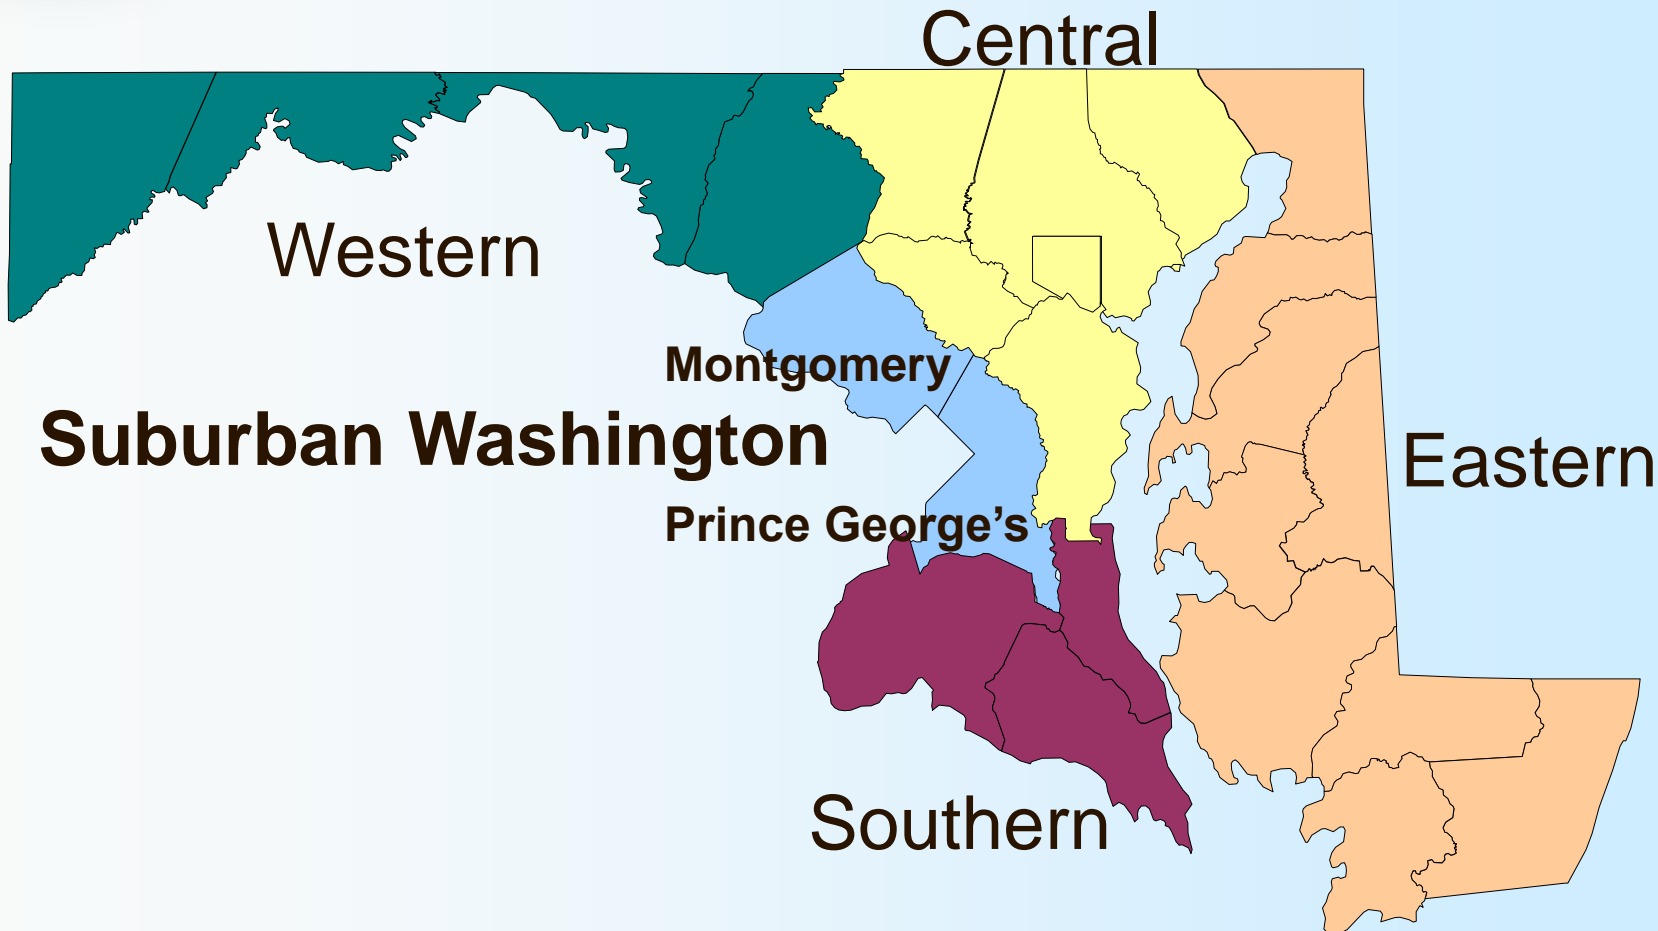 Central
Western
Montgomery
Suburban Washington
Eastern
Prince George’s
Southern